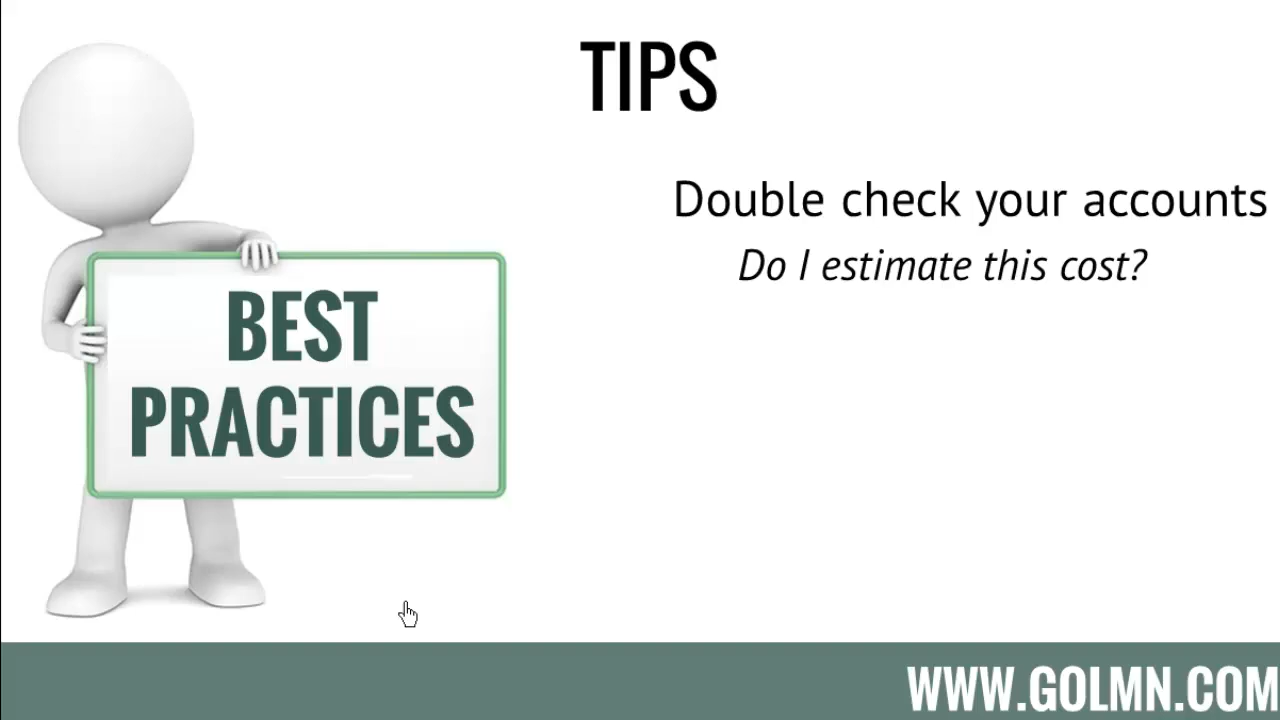 TIPS
Double check your accounts
Do I estimate this cost?
BEST
PRACTICES
WWW.GOLMN.COM